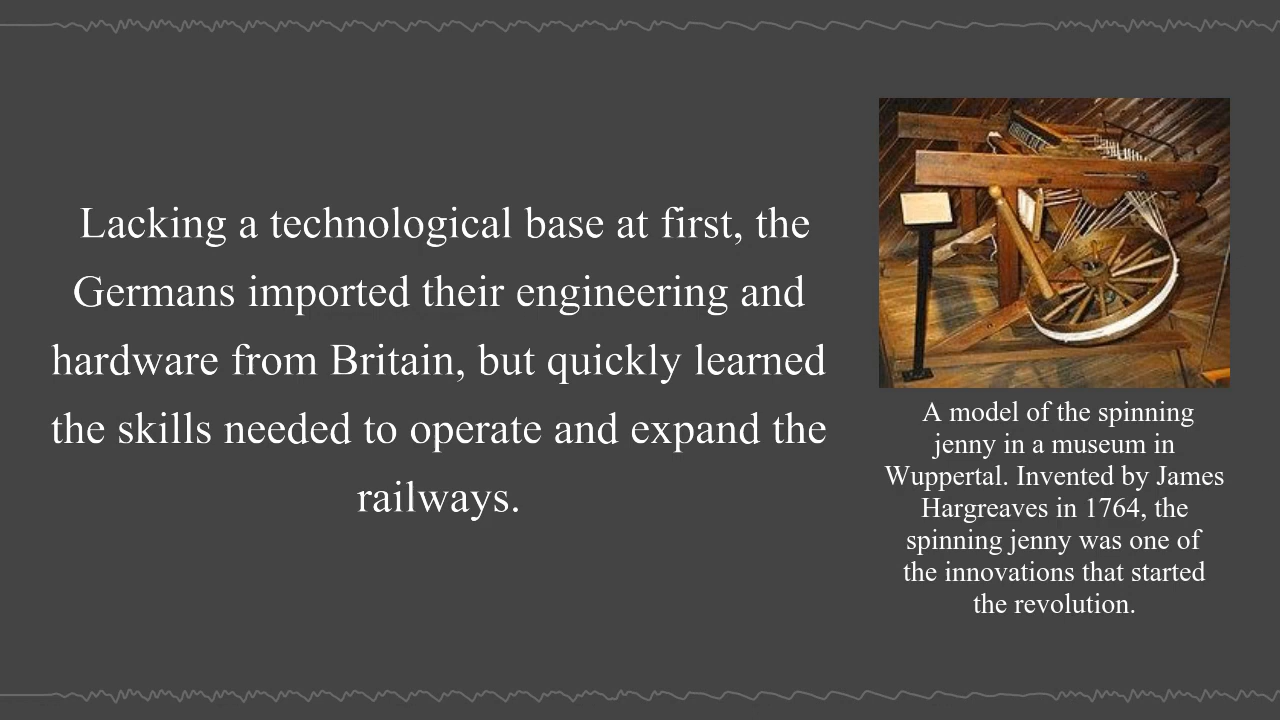 Lacking a technological base at first, the
Germans imported their engineering and
hardware from Britain, but quickly learned
the skills needed to operate and expand the
railways.
A model of the spinning
jenny in a museum in
Wuppertal. Invented by James
Hargreaves in 1764, the
spinning jenny was one of
the innovations that started
the revolution.